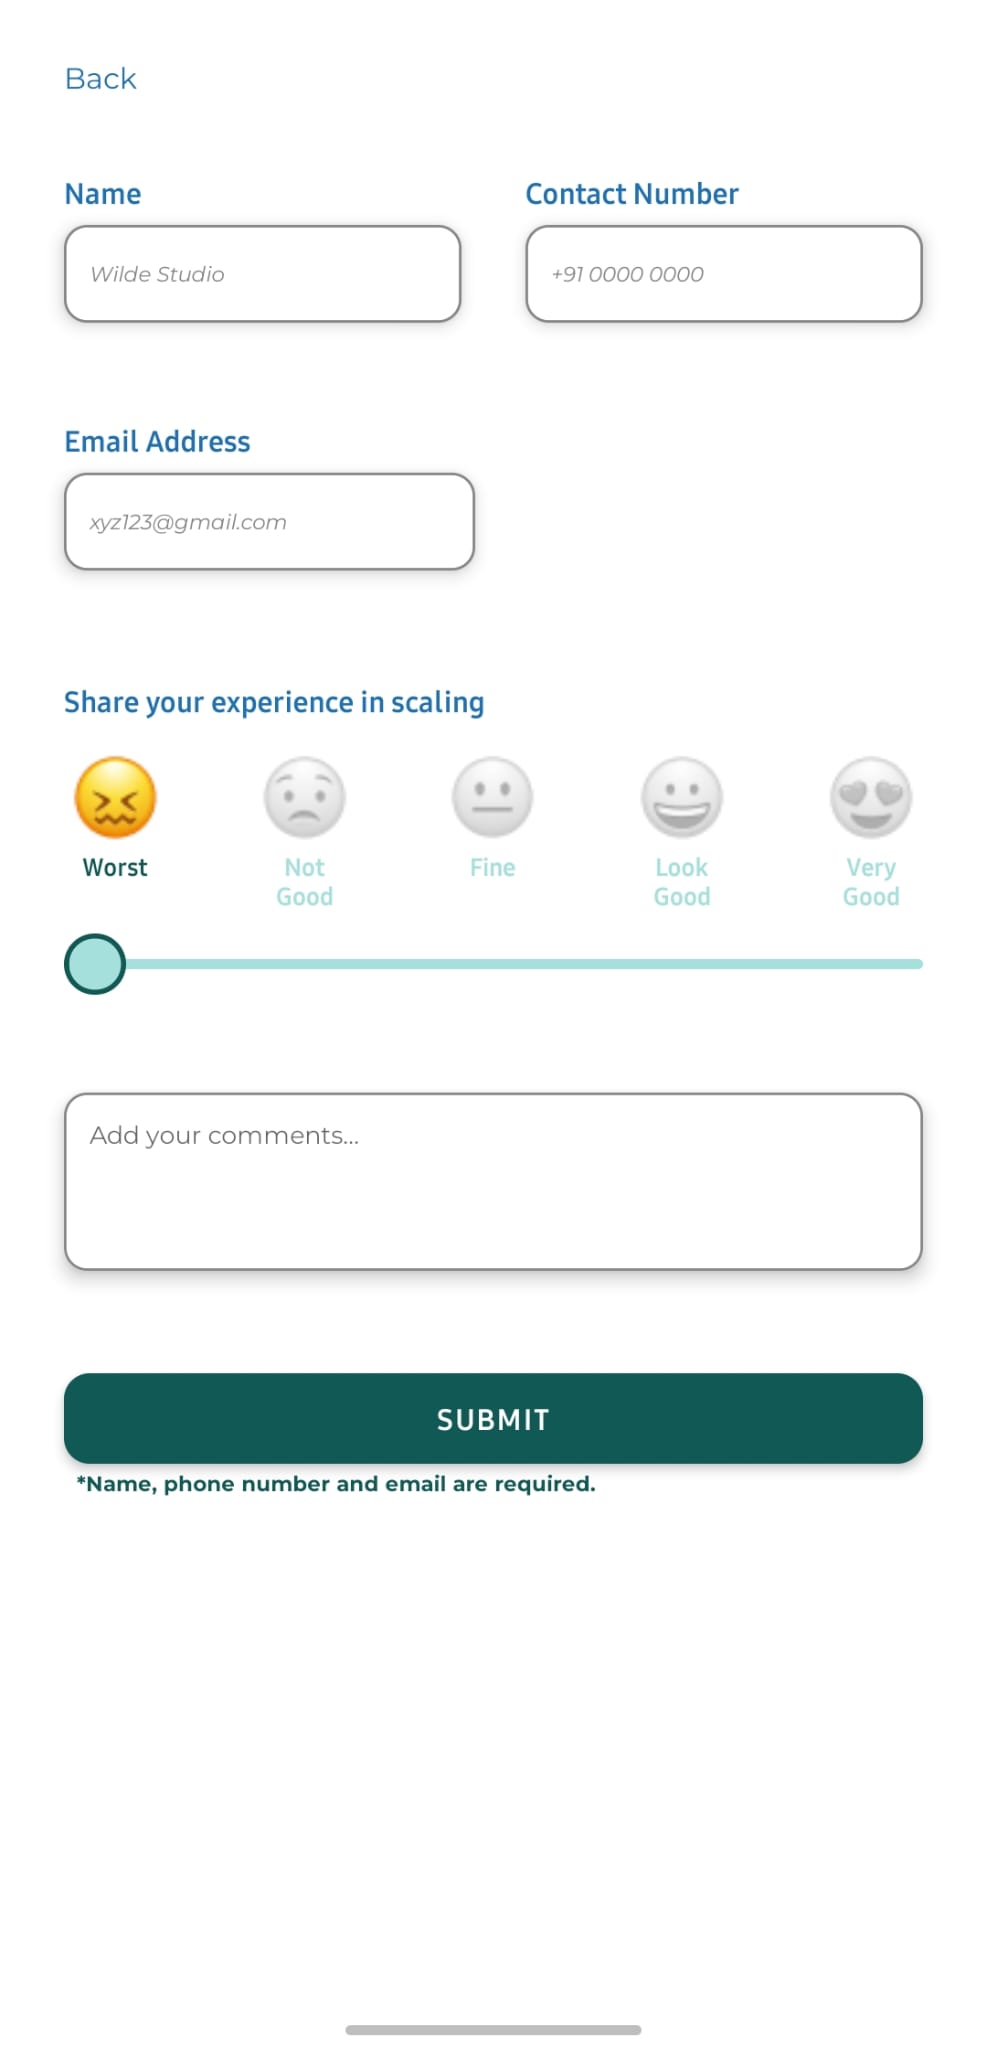 Back
Name
Contact Number
Wilde Studio
+91 0000 0000
Email Address
xyz123@gmail.com
Share your experience in scaling
Worst
Not
Good
Fine
Look
Good
Very
Good
Add your comments...
SUBMIT
*Name, phone number and email are required.